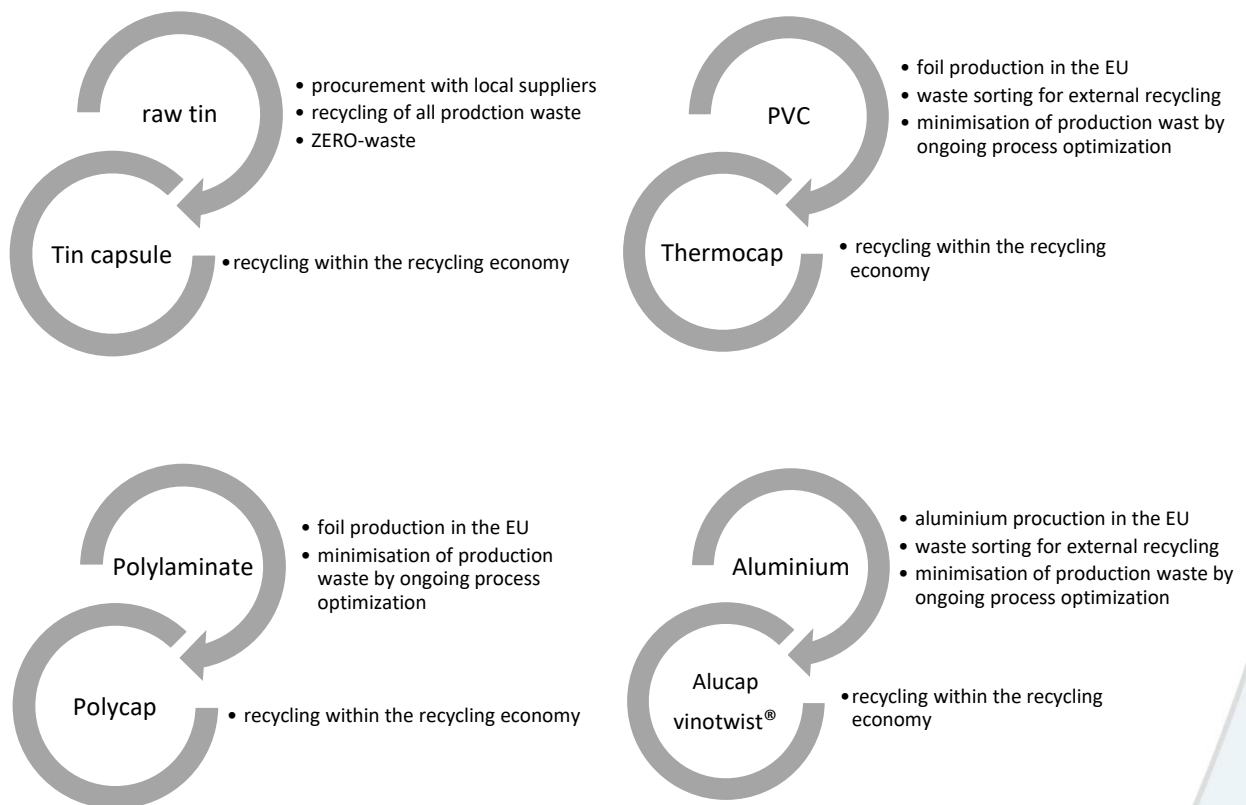 raw tin
• procurement with local suppliers
• recycling of all prodction waste
• ZERO-waste
Tin capsule
•recycling within the recycling economy
PVC
• foil production in the EU
• waste sorting for external recycling
• minimisation of production wast by
ongoing process optimization
Thermocap
• recycling within the recycling
economy
Polylaminate
• foil production in the EU
• minimisation of production
waste by ongoing process
optimization
Polycap
• recycling within the recycling economy
Aluminium
• aluminium procuction in the EU
• waste sorting for external recycling
• minimisation of production waste by
ongoing process optimization
Alucap
vinotwist®
•recycling within the recycling
economy